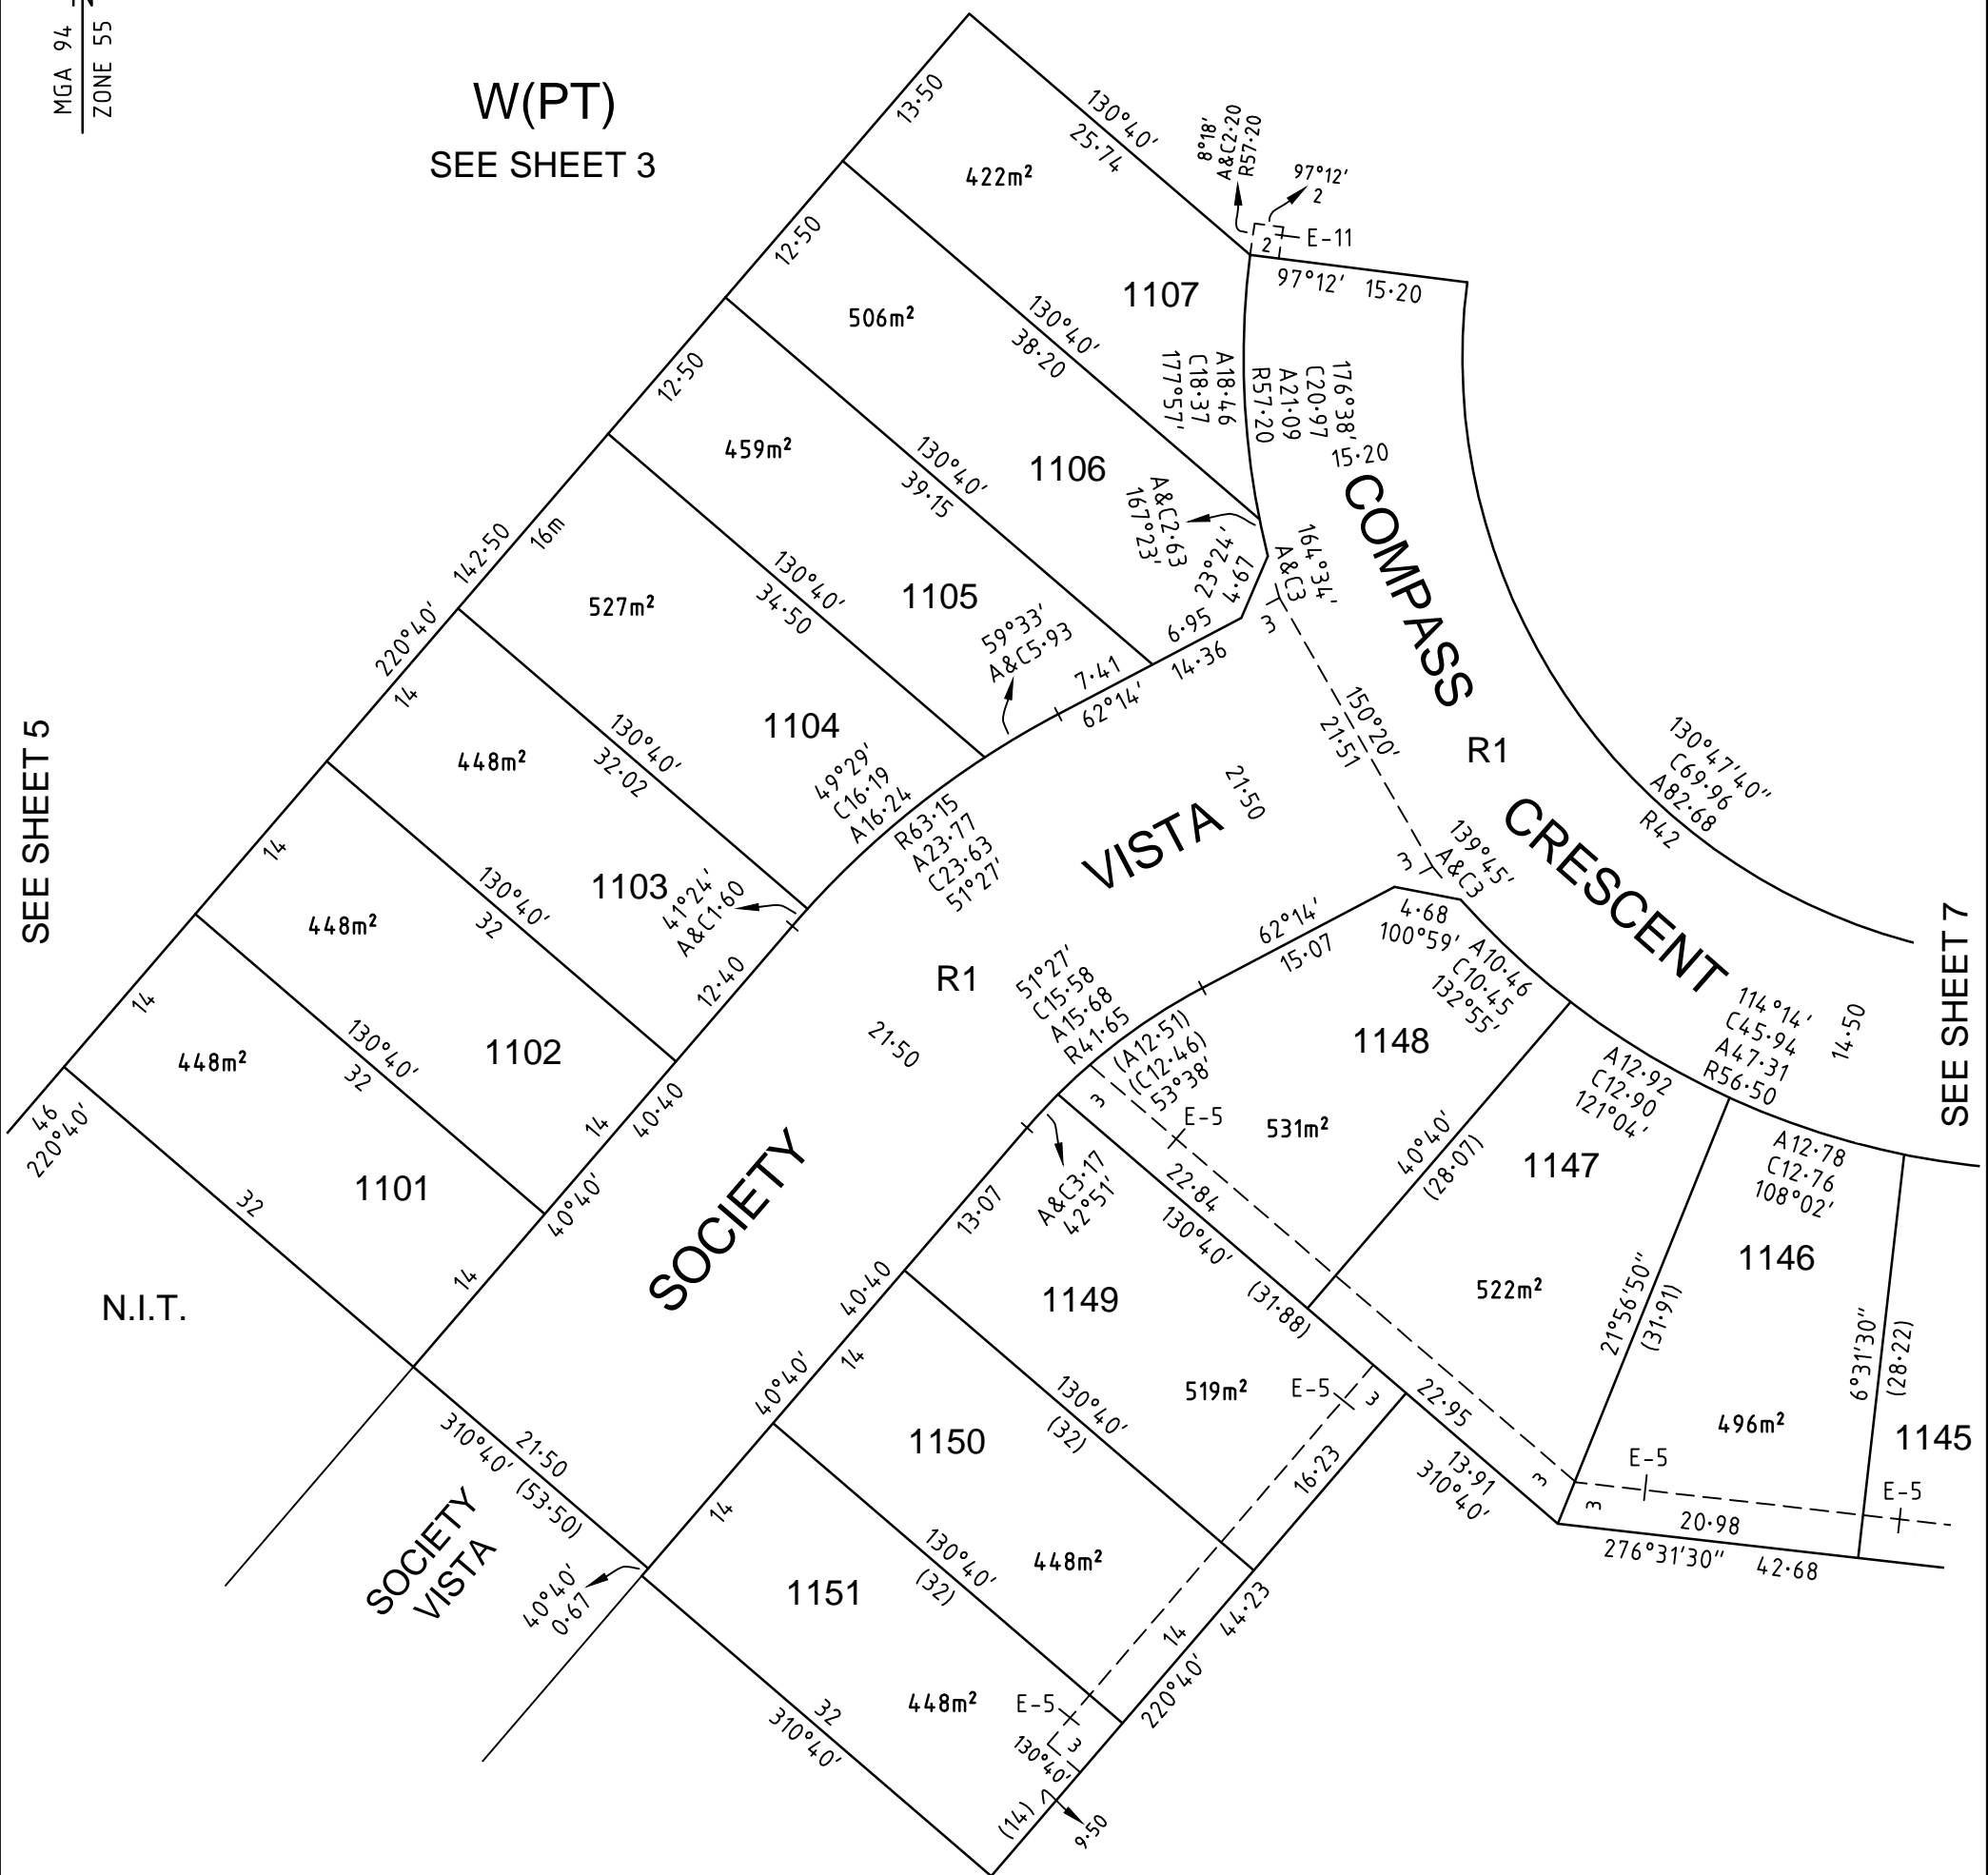 MGA 94
ZONE 55
W(PT)
SEE SHEET 3
13·50
130°40'
25·74
8°18'
A&C2·20
R57·20
97°12'
2
2
E-11
97°12' 15·20
422m²
1107
12·50
130°40'
38·20
506m²
A18·46
C18·37
177°57'
176°38'
C20·97
A21·09
R57·20
15·20
12·50
459m²
130°40'
39·15
1106
A&C2·63
167°23'
23°24'
4·67
164°34'
A&C3
3
COMPASS
142·50
220°40'
16m
527m²
130°40'
34·50
1105
59°33'
A&C5·93
6·95
7·41
62°14'
14·36
150°20'
21·51
R1
130°47'40"
C69·96
A82·68
R42
SEE SHEET 5
14
448m²
130°40'
32·02
1104
49°29'
C16·19
A16·24
R63·15
A23·77
C23·63
51°27'
VISTA
21·50
3
139°45'
A&C3
CRESCENT
SEE SHEET 7
14
448m²
130°40'
32
1103
41°24'
A&C1·60
12·40
R1
62°14'
15·07
4·68
100°59'
A10·46
C10·45
132°55'
51°27'
C15·58
A15·68
R41·65
(A12·51)
(C12·46)
53°38'
1148
114°14'
C45·94
A47·31
R56·50
14·50
14
448m²
130°40'
32
1102
14
40·40
40°40'
21·50
3
E-5
531m²
40°40'
(28·07)
A12·92
C12·90
121°04'
1147
A12·78
C12·76
108°02'
46
220°40'
32
1101
14
SOCIETY
13·07
A&C3·17
42°51'
22·84
130°40'
(31·88)
522m²
21°56'50"
(31·91)
1146
6°31'30"
(28·22)
N.I.T.
40·40
40°40'
1149
14
519m²
E-5
3
22·95
13·91
310°40'
496m²
1145
E-5
E-5
3
3
20·98
276°31'30" 42·68
310°40'
21·50
(53·50)
1150
130°40'
(32)
16·23
14
SOCIETY
VISTA
40°40'
0·67
1151
130°40'
(32)
448m²
14
44·23
220°40'
448m²
E-5
3
130°40'
32
310°40'
(14)
9·50